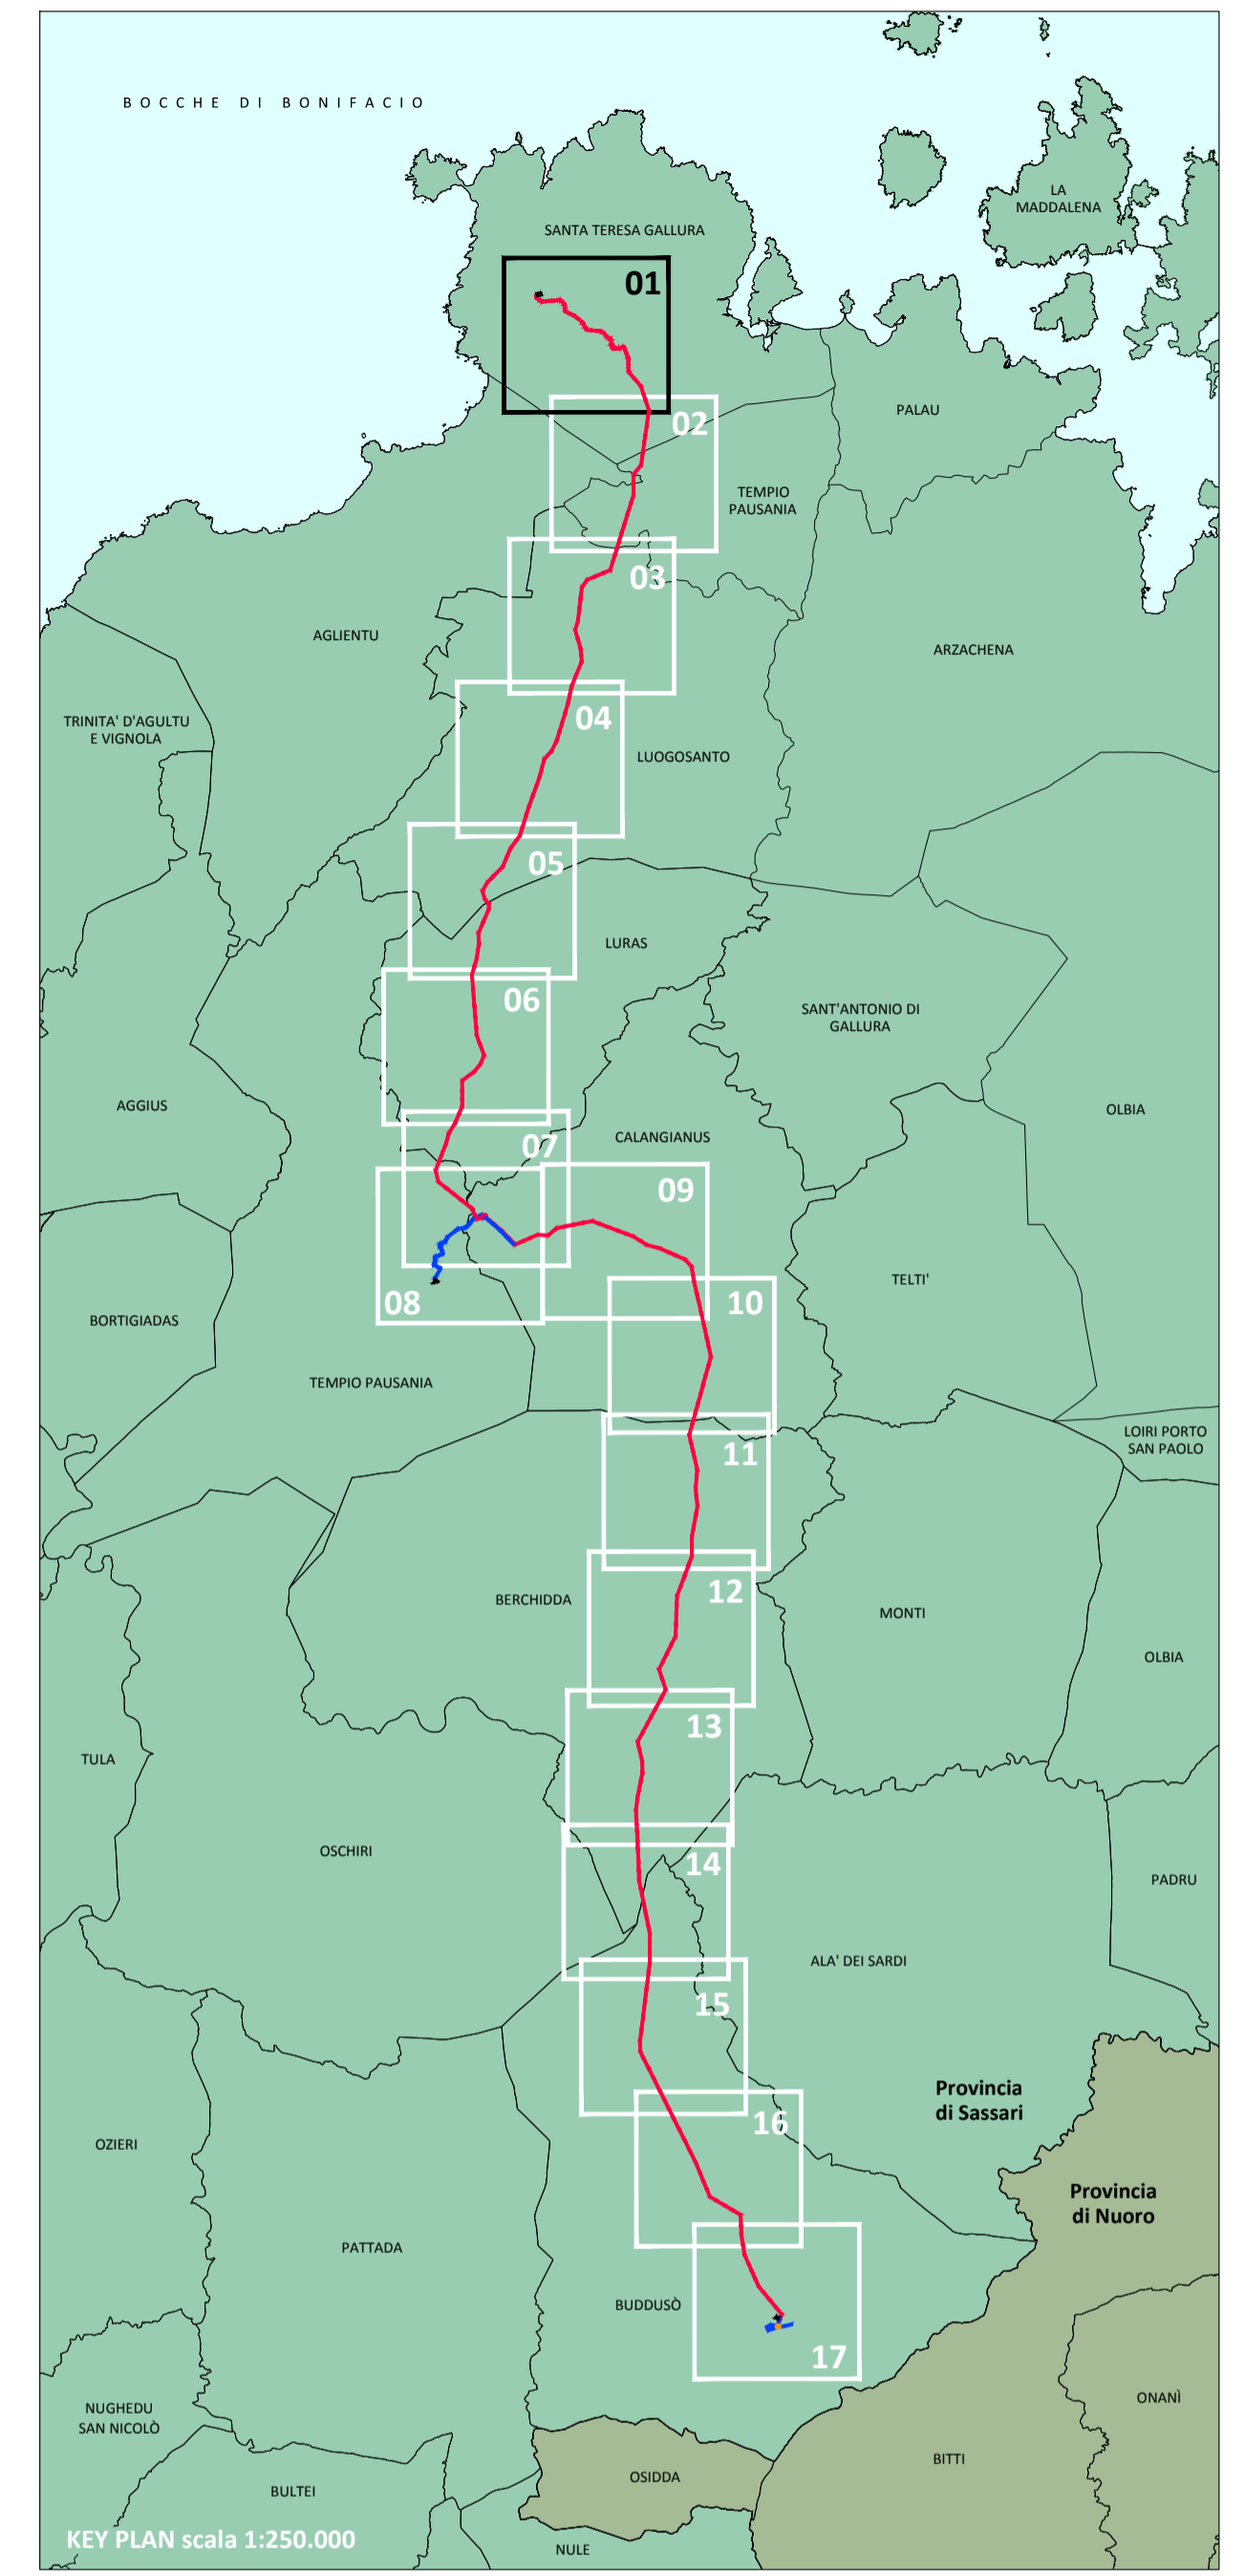 BOCCHE DI BONIFACIO
LA
MADDALENA
SANTA TERESA GALLURA
01
PALAU
02
TEMPIO
PAUSANIA
03
AGLIENTU
ARZACHENA
TRINITA' D'AGULTU
E VIGNOLA
04
LUOGOSANTO
05
LURAS
06
SANT'ANTONIO DI
GALLURA
AGGIUS
OLBIA
CALANGIANUS
07
09
TELTI'
08
10
BORTIGIADAS
TEMPIO PAUSANIA
LOIRI PORTO
SAN PAOLO
11
12
BERCHIDDA
MONTI
OLBIA
13
TULA
OSCHIRI
14
PADRU
ALA' DEI SARDI
15
Provincia
di Sassari
16
OZIERI
Provincia
di Nuoro
PATTADA
BUDDUSÒ
17
ONANÌ
NUGHEDU
SAN NICOLÒ
BITTI
OSIDDA
BULTEI
KEY PLAN scala 1:250.000
NULE